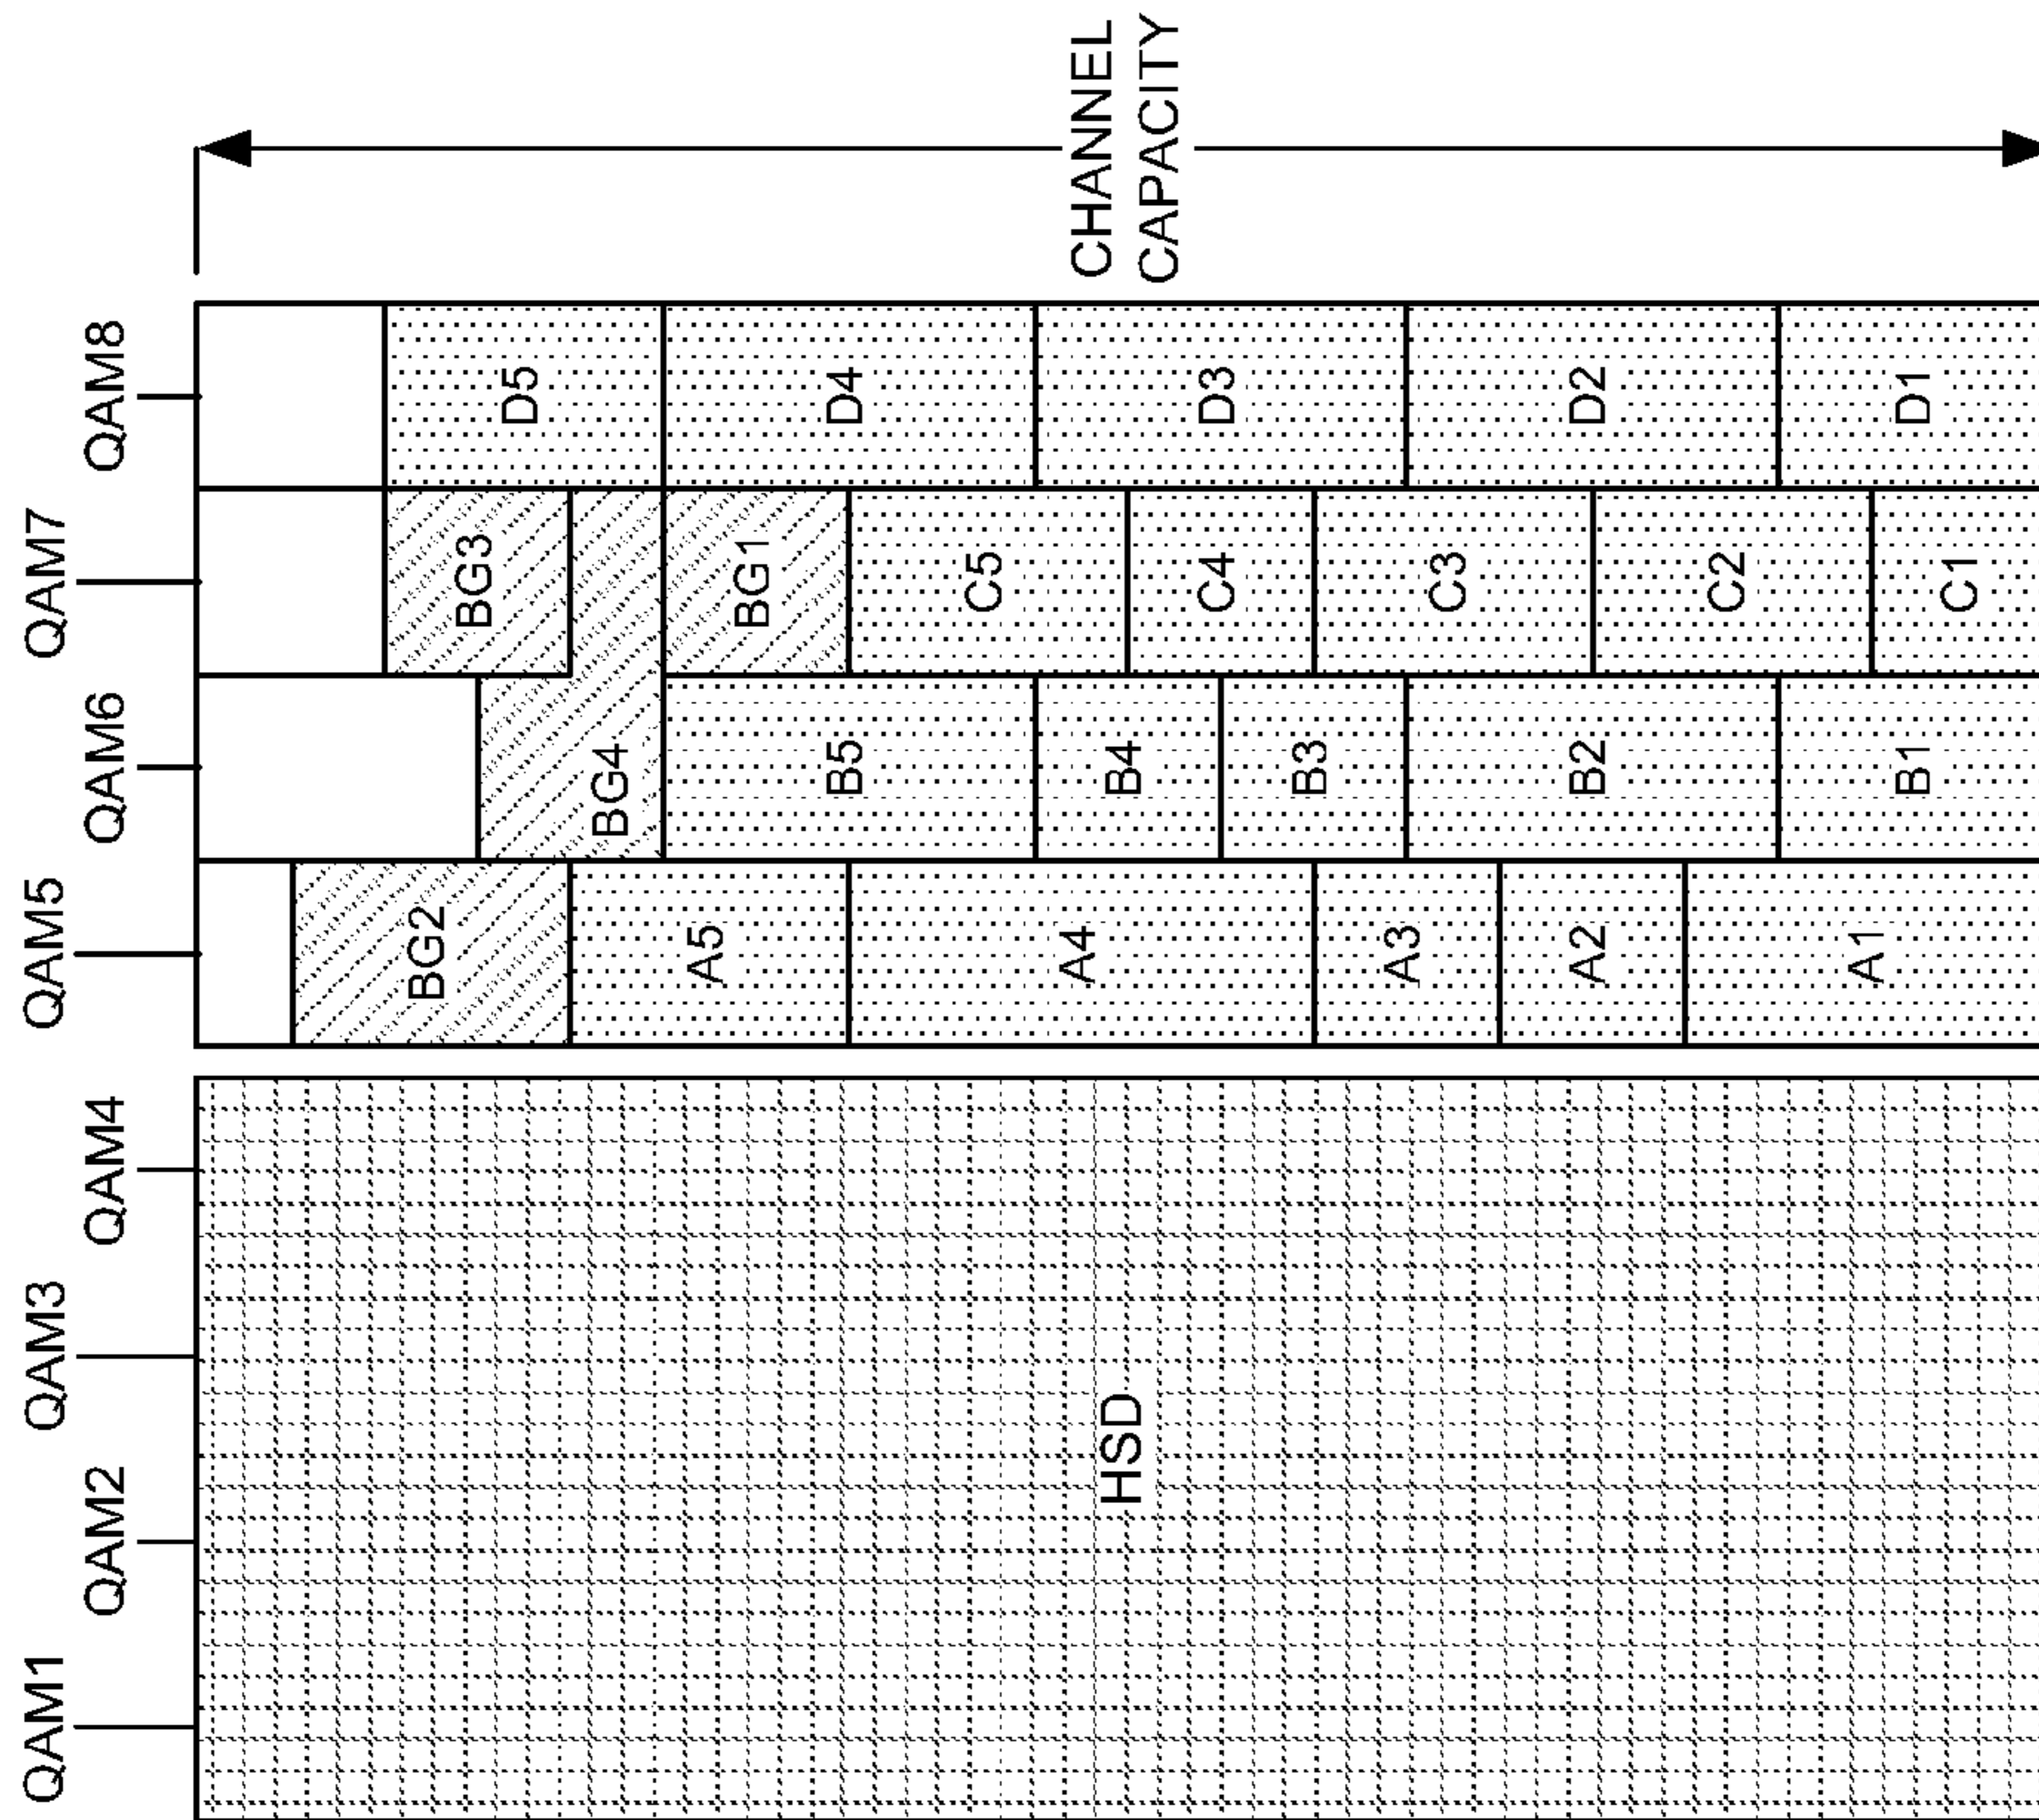 QAM1
QAM2
QAM3
QAM4
QAM5
QAM6
QAM7
QAM8
HSD
BG2
A5
A4
A3
A2
A1
BG4
B5
B4
B3
B2
B1
BG3
BG1
C5
C4
C3
C2
C1
D5
D4
D3
D2
D1
CHANNEL
CAPACITY